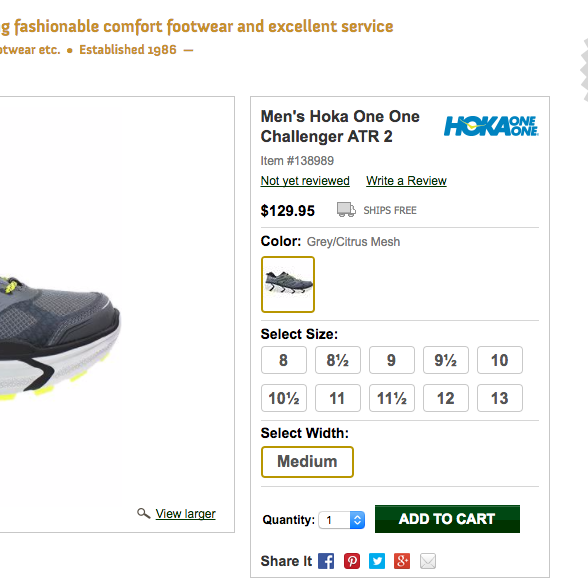 g fashionable comfort footwear and excellent service
otwear etc. ● Established 1986 —
Men's Hoka One One
Challenger ATR 2
HOKA ONE ONE
Item #138989
Not yet reviewed Write a Review
$129.95 SHIPS FREE
Color: Grey/Citrus Mesh
Select Size:
8 8½ 9 9½ 10
10½ 11 11½ 12 13
Select Width:
Medium
View larger
Quantity: 1 ADD TO CART
Share It